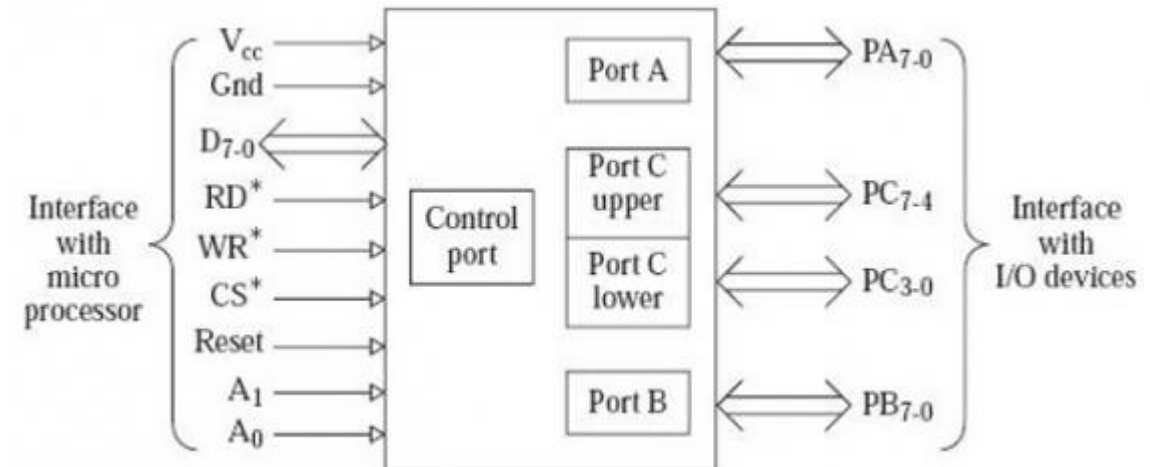 Interface
with
micro
processor
Vcc
Gnd
D7-0
RD*
WR*
CS*
Reset
A1
A0
Control
port
Port A
Port C
upper
Port C
lower
Port B
PA7-0
PC7-4
PC3-0
PB7-0
Interface
with
I/O devices